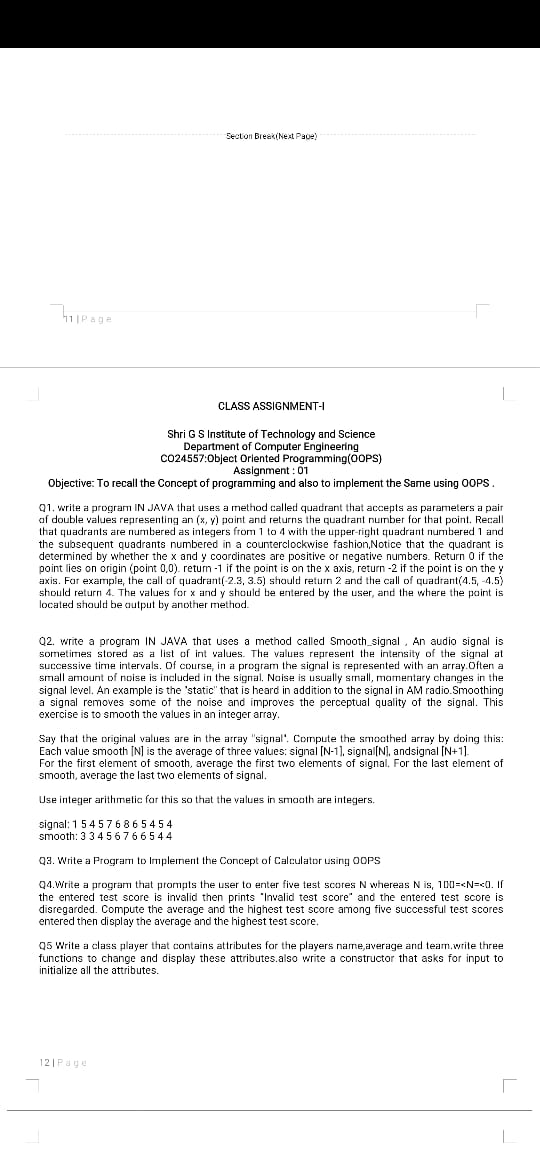 Section Break(Next Page)
11 | P a g e
CLASS ASSIGNMENT-I
Shri G S Institute of Technology and Science
Department of Computer Engineering
CO24557:Object Oriented Programming(OOPS)
Assignment : 01
Objective: To recall the Concept of programming and also to implement the Same using OOPS .
Q1. write a program IN JAVA that uses a method called quadrant that accepts as parameters a pair
of double values representing an (x, y) point and returns the quadrant number for that point. Recall
that quadrants are numbered as integers from 1 to 4 with the upper-right quadrant numbered 1 and
the subsequent quadrants numbered in a counterclockwise fashion,Notice that the quadrant is
determined by whether the x and y coordinates are positive or negative numbers. Return 0 if the
point lies on origin (point 0,0). return -1 if the point is on the x axis, return -2 if the point is on the y
axis. For example, the call of quadrant(-2.3, 3.5) should return 2 and the call of quadrant(4.5, -4.5)
should return 4. The values for x and y should be entered by the user, and the where the point is
located should be output by another method.
Q2. write a program IN JAVA that uses a method called Smooth_signal , An audio signal is
sometimes stored as a list of int values. The values represent the intensity of the signal at
successive time intervals. Of course, in a program the signal is represented with an array.Often a
small amount of noise is included in the signal. Noise is usually small, momentary changes in the
signal level. An example is the "static" that is heard in addition to the signal in AM radio.Smoothing
a signal removes some of the noise and improves the perceptual quality of the signal. This
exercise is to smooth the values in an integer array.
Say that the original values are in the array "signal". Compute the smoothed array by doing this:
Each value smooth [N] is the average of three values: signal [N-1], signal[N], andsignal [N+1].
For the first element of smooth, average the first two elements of signal. For the last element of
smooth, average the last two elements of signal.
Use integer arithmetic for this so that the values in smooth are integers.
signal: 1 5 4 5 7 6 8 6 5 4 5 4
smooth: 3 3 4 5 6 7 6 6 5 4 4
Q3. Write a Program to Implement the Concept of Calculator using OOPS
Q4.Write a program that prompts the user to enter five test scores N whereas N is, 100=<N=<0. If
the entered test score is invalid then prints "Invalid test score" and the entered test score is
disregarded. Compute the average and the highest test score among five successful test scores
entered then display the average and the highest test score.
Q5 Write a class player that contains attributes for the players name,average and team.write three
functions to change and display these attributes.also write a constructor that asks for input to
initialize all the attributes.
12 | P a g e